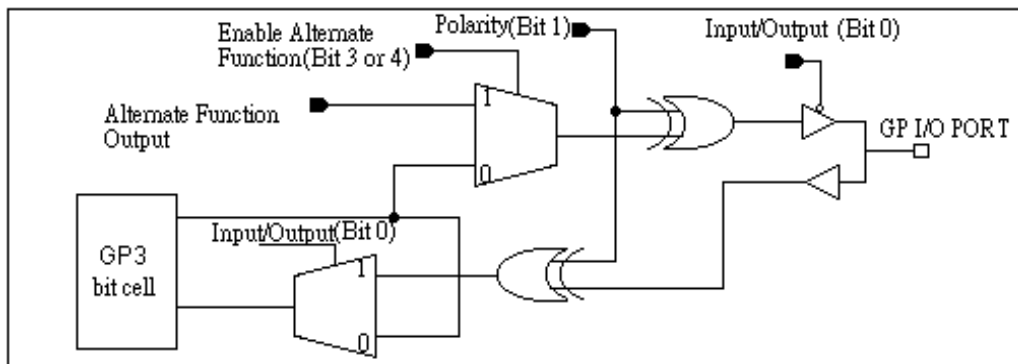 Enable Alternate
Function(Bit 3 or 4)
Polarity(Bit 1)
Input/Output (Bit 0)
1
Alternate Function
Output
0
GP I/O PORT
Input/Output(Bit 0)
GP3
bit cell
1
0